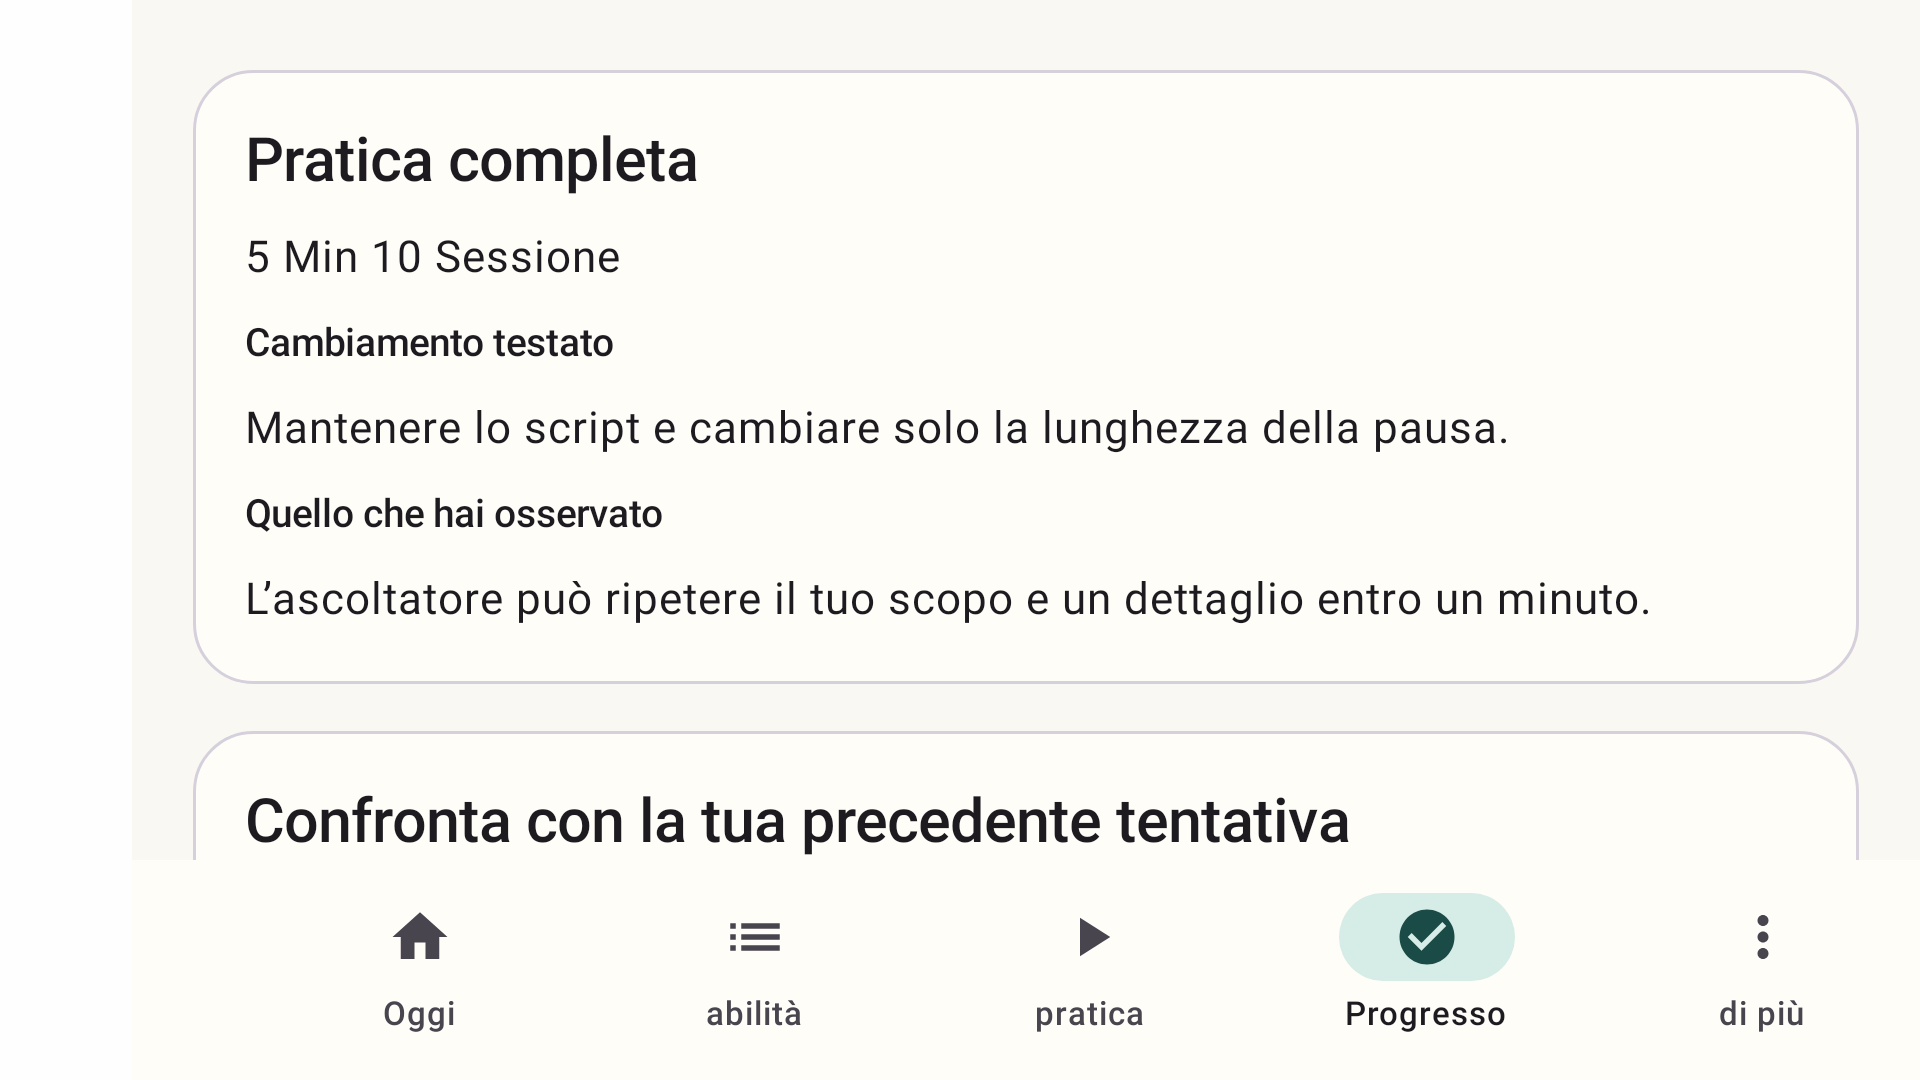 Pratica completa
5 Min 10 Sessione
Cambiamento testato
Mantenere lo script e cambiare solo la lunghezza della pausa.
Quello che hai osservato
L’ascoltatore può ripetere il tuo scopo e un dettaglio entro un minuto.
Confronta con la tua precedente tentativa
Oggi
abilità
pratica
Progresso
di più